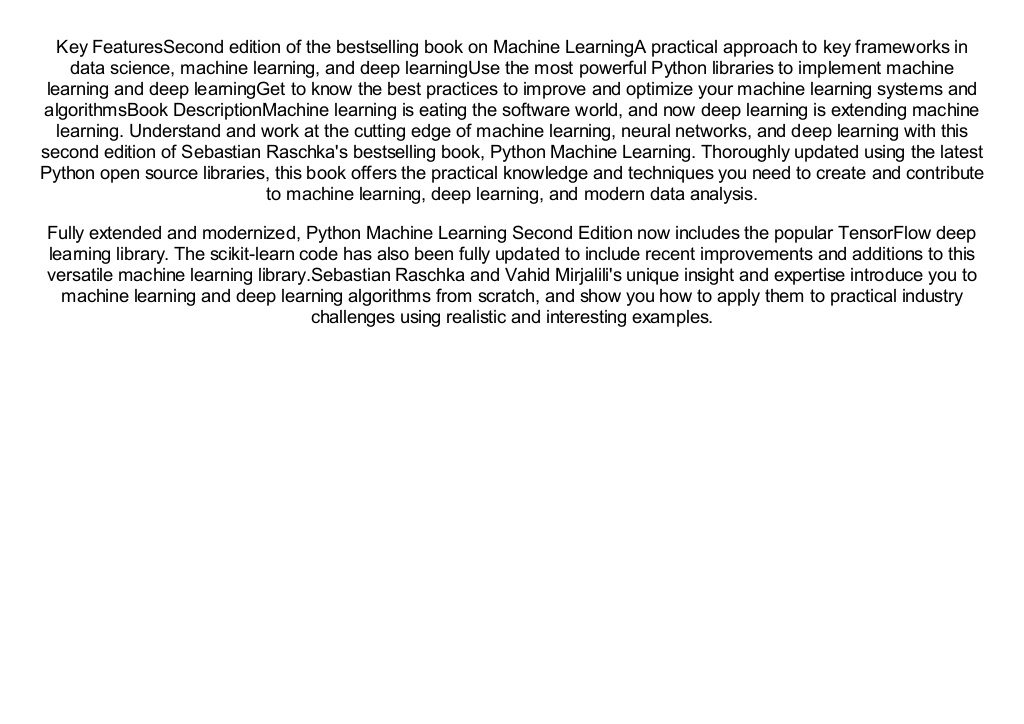 Key FeaturesSecond edition of the bestselling book on Machine LearningA practical approach to key frameworks in
data science, machine learning, and deep learningUse the most powerful Python libraries to implement machine
learning and deep learningGet to know the best practices to improve and optimize your machine learning systems and
algorithmsBook DescriptionMachine learning is eating the software world, and now deep learning is extending machine
learning. Understand and work at the cutting edge of machine learning, neural networks, and deep learning with this
second edition of Sebastian Raschka's bestselling book, Python Machine Learning. Thoroughly updated using the latest
Python open source libraries, this book offers the practical knowledge and techniques you need to create and contribute
to machine learning, deep learning, and modern data analysis.
Fully extended and modernized, Python Machine Learning Second Edition now includes the popular TensorFlow deep
learning library. The scikit-learn code has also been fully updated to include recent improvements and additions to this
versatile machine learning library.Sebastian Raschka and Vahid Mirjalili's unique insight and expertise introduce you to
machine learning and deep learning algorithms from scratch, and show you how to apply them to practical industry
challenges using realistic and interesting examples.